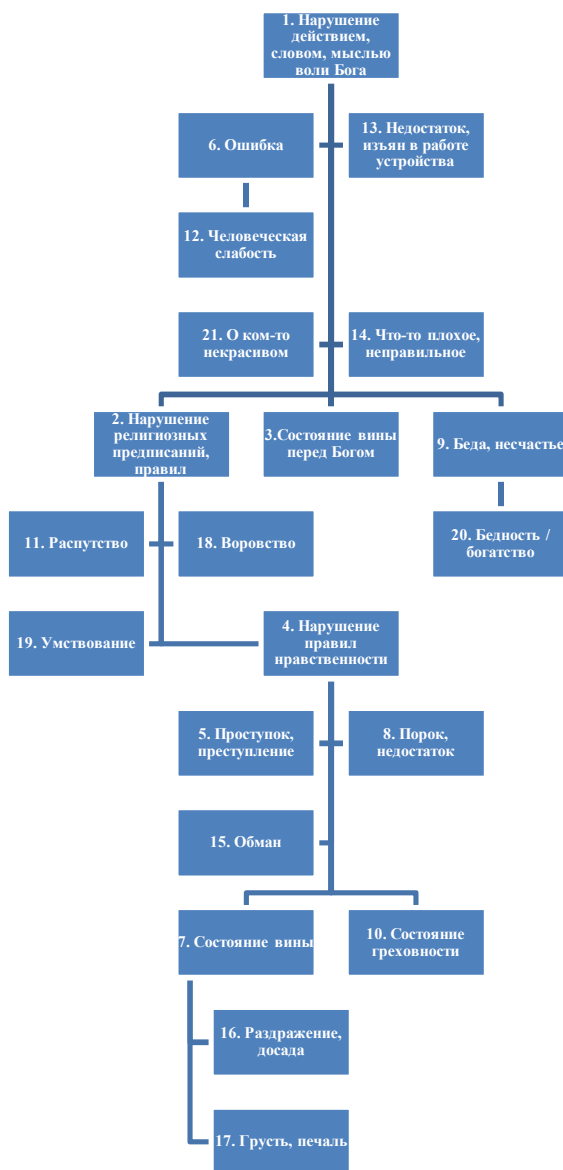 1. Нарушение
действием,
словом, мыслью
воли Бога
6. Ошибка
13. Недостаток,
изъян в работе
устройства
12. Человеческая
слабость
21. О ком-то
некрасивом
14. Что-то плохое,
неправильное
2. Нарушение
религиозных
предписаний,
правил
3.Состояние вины
перед Богом
9. Беда, несчастье
11. Распутство
18. Воровство
20. Бедность /
богатство
19. Умствование
4. Нарушение
правил
нравственности
5. Проступок,
преступление
8. Порок,
недостаток
15. Обман
7. Состояние вины
10. Состояние
греховности
16. Раздражение,
досада
17. Грусть, печаль